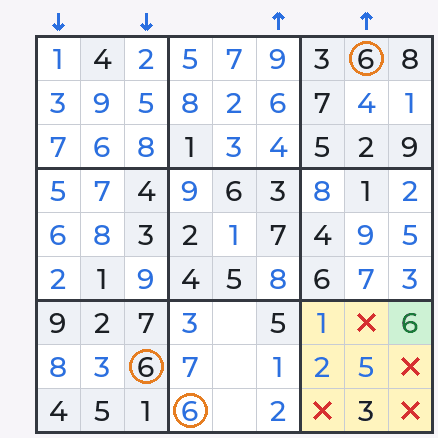 ↓ ↓ ↑ ↑
1 4 2 5 7 9 3 6 8
3 9 5 8 2 6 7 4 1
7 6 8 1 3 4 5 2 9
5 7 4 9 6 3 8 1 2
6 8 3 2 1 7 4 9 5
2 1 9 4 5 8 6 7 3
9 2 7 3 5 1 × 6
8 3 6 7 1 2 5 ×
4 5 1 6 2 × 3 ×